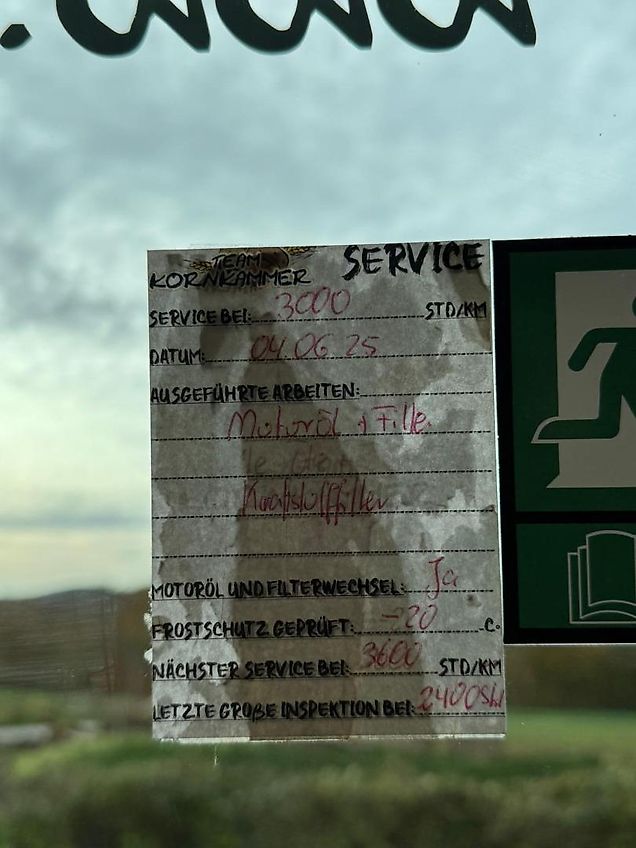 TEAM
KORNKAMMER
SERVICE
SERVICE BEI: 3000 STD/KM
DATUM: 04.06.25
AUSGEFÜHRTE ARBEITEN:
Motoröl + Filter
Kraftstofffilter
MOTORÖL UND FILTERWECHSEL: Ja
FROSTSCHUTZ GEPRÜFT: -20 C°
NÄCHSTER SERVICE BEI: 3600 STD/KM
LETZTE GROßE INSPEKTION BEI: 2400Std